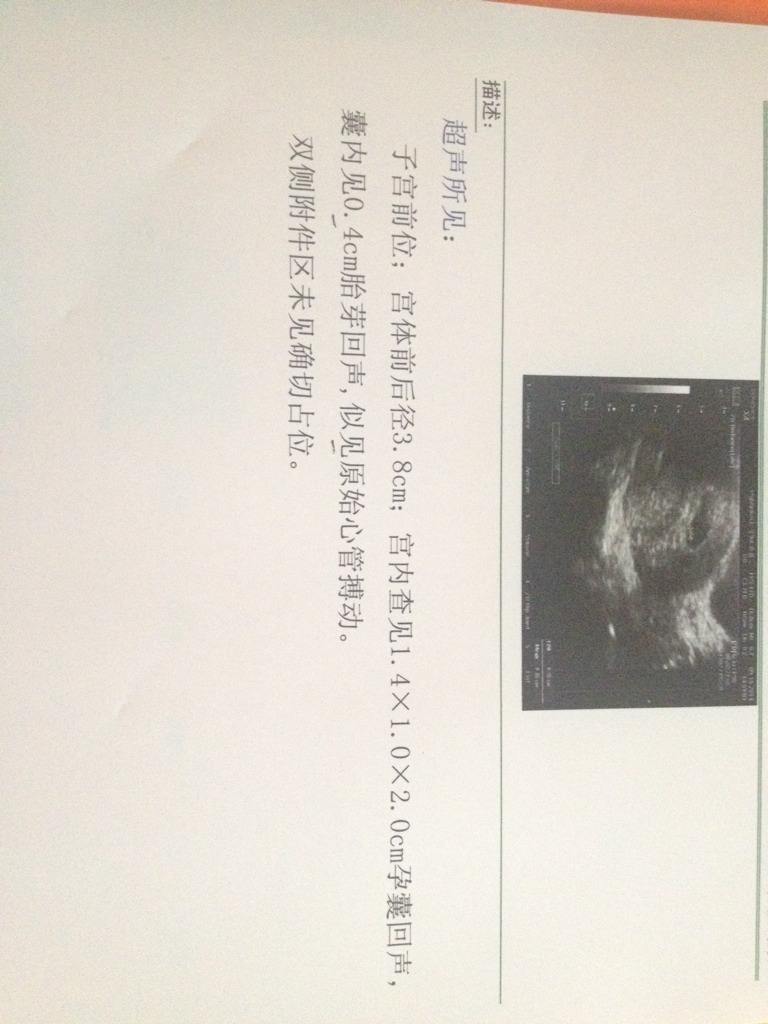 描述:
超声所见:
子宫前位; 宫体前后径3.8cm; 宫内查见1.4×1.0×2.0cm孕囊回声,
囊内见0.4cm胎芽回声,似见原始心管搏动。
双侧附件区未见确切占位。